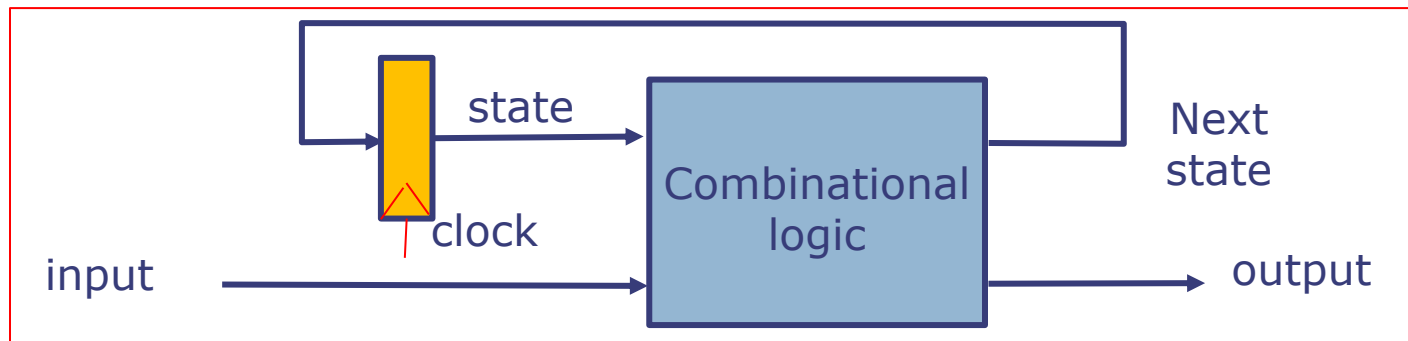 state
Next
state
Combinational
logic
clock
input
output